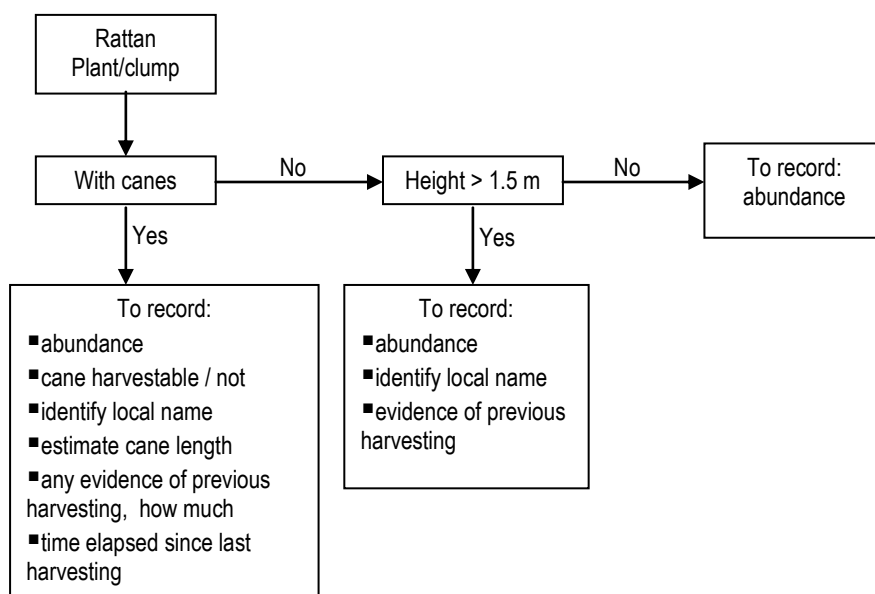 Rattan
Plant/clump
With canes
No
Height > 1.5 m
No
To record:
abundance
Yes
Yes
To record:
▪abundance
▪cane harvestable / not
▪identify local name
▪estimate cane length
▪any evidence of previous
harvesting, how much
▪time elapsed since last
harvesting
To record:
▪abundance
▪identify local name
▪evidence of previous
harvesting